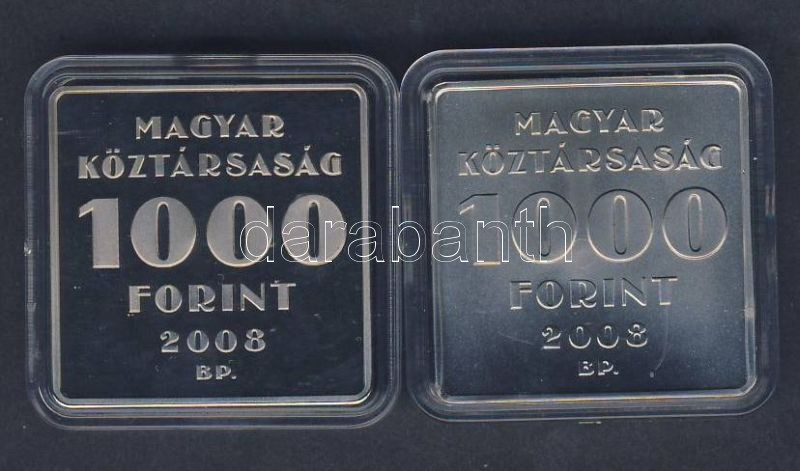 MAGYAR
KÖZTÁRSASÁG
1000
FORINT
2008
BP.
MAGYAR
KÖZTÁRSASÁG
1000
FORINT
2008
BP.
darabanth